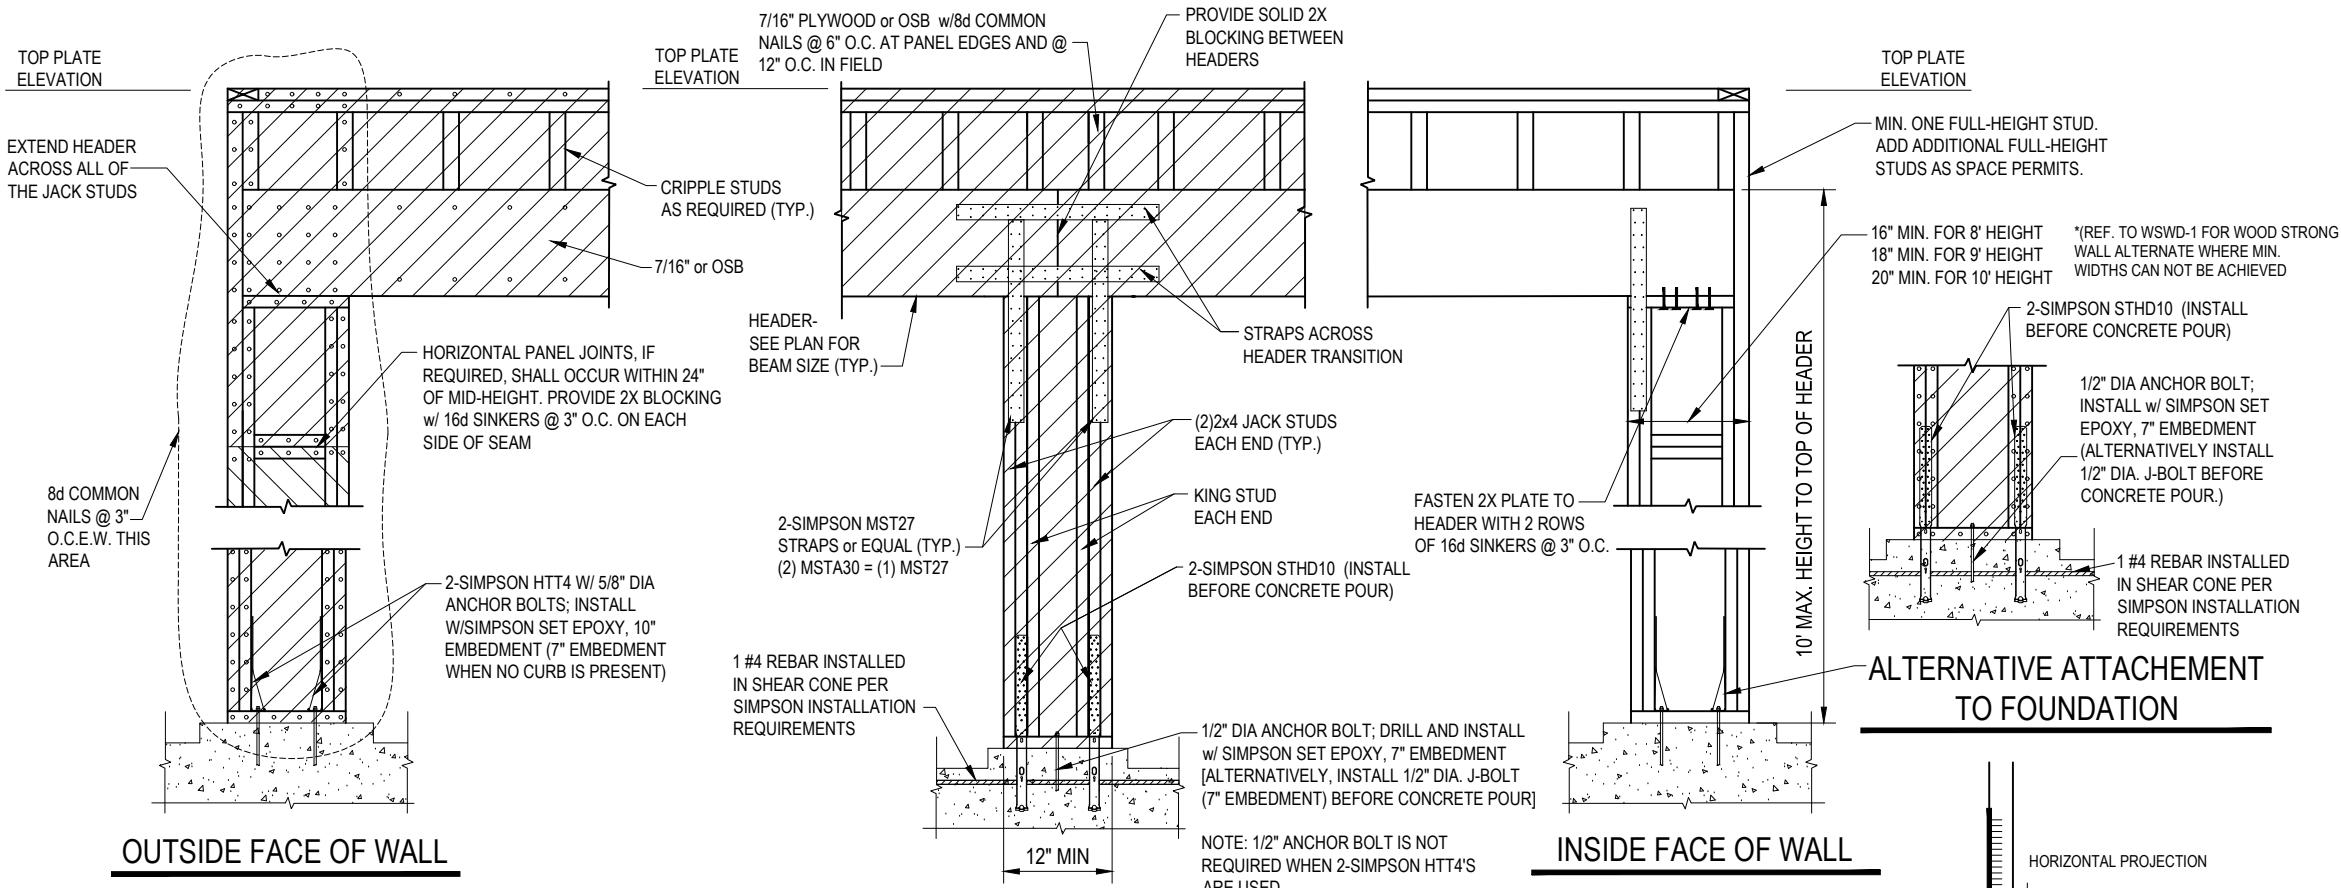 TOP PLATE
ELEVATION
EXTEND HEADER
ACROSS ALL OF
THE JACK STUDS
8d COMMON
NAILS @ 3"
O.C.E.W. THIS
AREA
CRIPPLE STUDS
AS REQUIRED (TYP.)
7/16" or OSB
HORIZONTAL PANEL JOINTS, IF
REQUIRED, SHALL OCCUR WITHIN 24"
OF MID-HEIGHT. PROVIDE 2X BLOCKING
w/ 16d SINKERS @ 3" O.C. ON EACH
SIDE OF SEAM
2-SIMPSON HTT4 W/ 5/8" DIA
ANCHOR BOLTS; INSTALL
W/SIMPSON SET EPOXY, 10"
EMBEDMENT (7" EMBEDMENT
WHEN NO CURB IS PRESENT)
OUTSIDE FACE OF WALL
TOP PLATE
ELEVATION
7/16" PLYWOOD or OSB w/8d COMMON
NAILS @ 6" O.C. AT PANEL EDGES AND @
12" O.C. IN FIELD
PROVIDE SOLID 2X
BLOCKING BETWEEN
HEADERS
HEADER-
SEE PLAN FOR
BEAM SIZE (TYP.)
STRAPS ACROSS
HEADER TRANSITION
(2)2x4 JACK STUDS
EACH END (TYP.)
KING STUD
EACH END
2-SIMPSON MST27
STRAPS or EQUAL (TYP.)
(2) MSTA30 = (1) MST27
2-SIMPSON STHD10 (INSTALL
BEFORE CONCRETE POUR)
1 #4 REBAR INSTALLED
IN SHEAR CONE PER
SIMPSON INSTALLATION
REQUIREMENTS
1/2" DIA ANCHOR BOLT; DRILL AND INSTALL
w/ SIMPSON SET EPOXY, 7" EMBEDMENT
[ALTERNATIVELY, INSTALL 1/2" DIA. J-BOLT
(7" EMBEDMENT) BEFORE CONCRETE POUR]
NOTE: 1/2" ANCHOR BOLT IS NOT
REQUIRED WHEN 2-SIMPSON HTT4'S
ARE USED
12" MIN
TOP PLATE
ELEVATION
MIN. ONE FULL-HEIGHT STUD.
ADD ADDITIONAL FULL-HEIGHT
STUDS AS SPACE PERMITS.
16" MIN. FOR 8' HEIGHT
18" MIN. FOR 9' HEIGHT
20" MIN. FOR 10' HEIGHT
*(REF. TO WSWD-1 FOR WOOD STRONG
WALL ALTERNATE WHERE MIN.
WIDTHS CAN NOT BE ACHIEVED
FASTEN 2X PLATE TO
HEADER WITH 2 ROWS
OF 16d SINKERS @ 3" O.C.
10' MAX. HEIGHT TO TOP OF HEADER
INSIDE FACE OF WALL
2-SIMPSON STHD10 (INSTALL
BEFORE CONCRETE POUR)
1/2" DIA ANCHOR BOLT;
INSTALL w/ SIMPSON SET
EPOXY, 7" EMBEDMENT
(ALTERNATIVELY INSTALL
1/2" DIA. J-BOLT BEFORE
CONCRETE POUR.)
1 #4 REBAR INSTALLED
IN SHEAR CONE PER
SIMPSON INSTALLATION
REQUIREMENTS
ALTERNATIVE ATTACHEMENT
TO FOUNDATION
HORIZONTAL PROJECTION